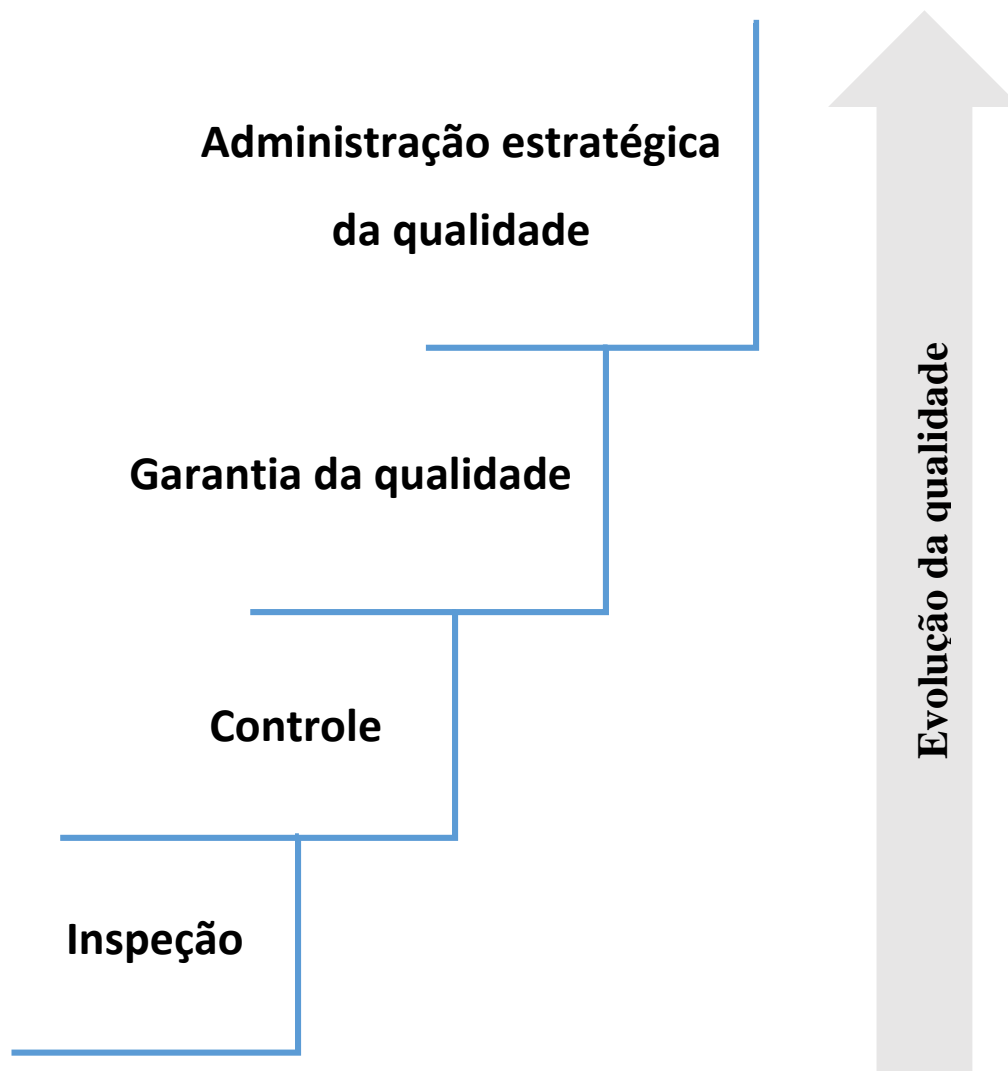 Administração estratégica
da qualidade
Garantia da qualidade
Controle
Inspeção
Evolução da qualidade